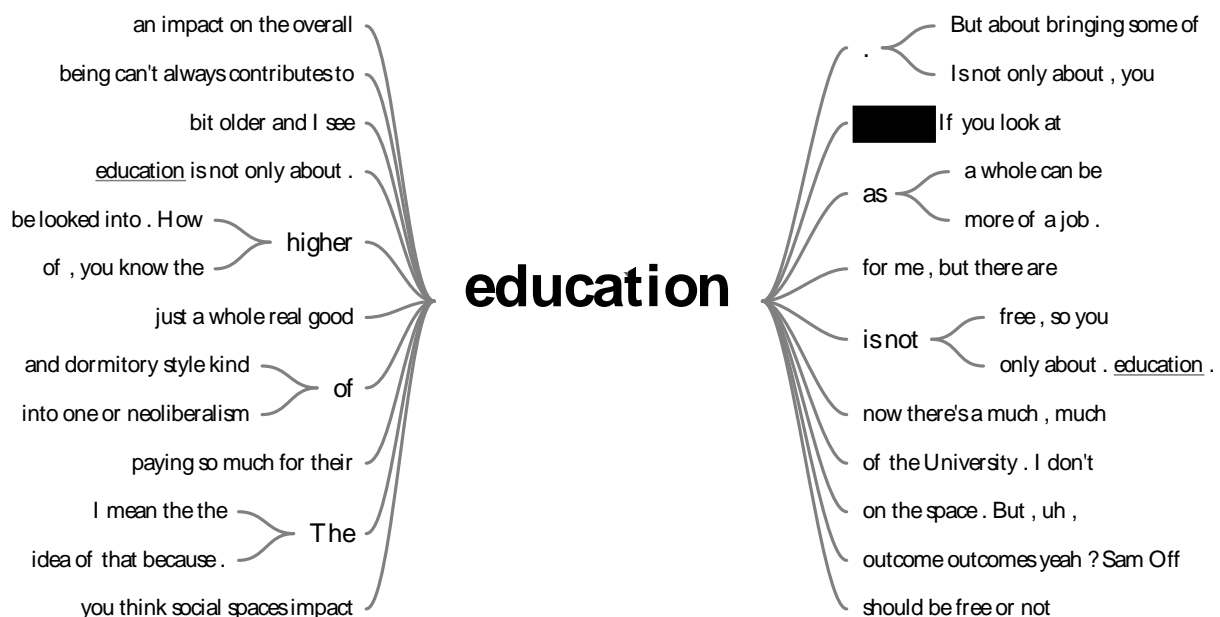 an impact on the overall
being can't always contributes to
bit older and I see
education is not only about .
be looked into . How
of , you know the
higher
just a whole real good
and dormitory style kind
into one or neoliberalism
of
paying so much for their
I mean the the
idea of that because .
The
you think social spaces impact
education
.
But about bringing some of
Is not only about , you
If you look at
as
a whole can be
more of a job .
for me , but there are
is not
free , so you
only about . education .
now there's a much , much
of the University . I don't
on the space . But , uh ,
outcome outcomes yeah ? Sam Off
should be free or not